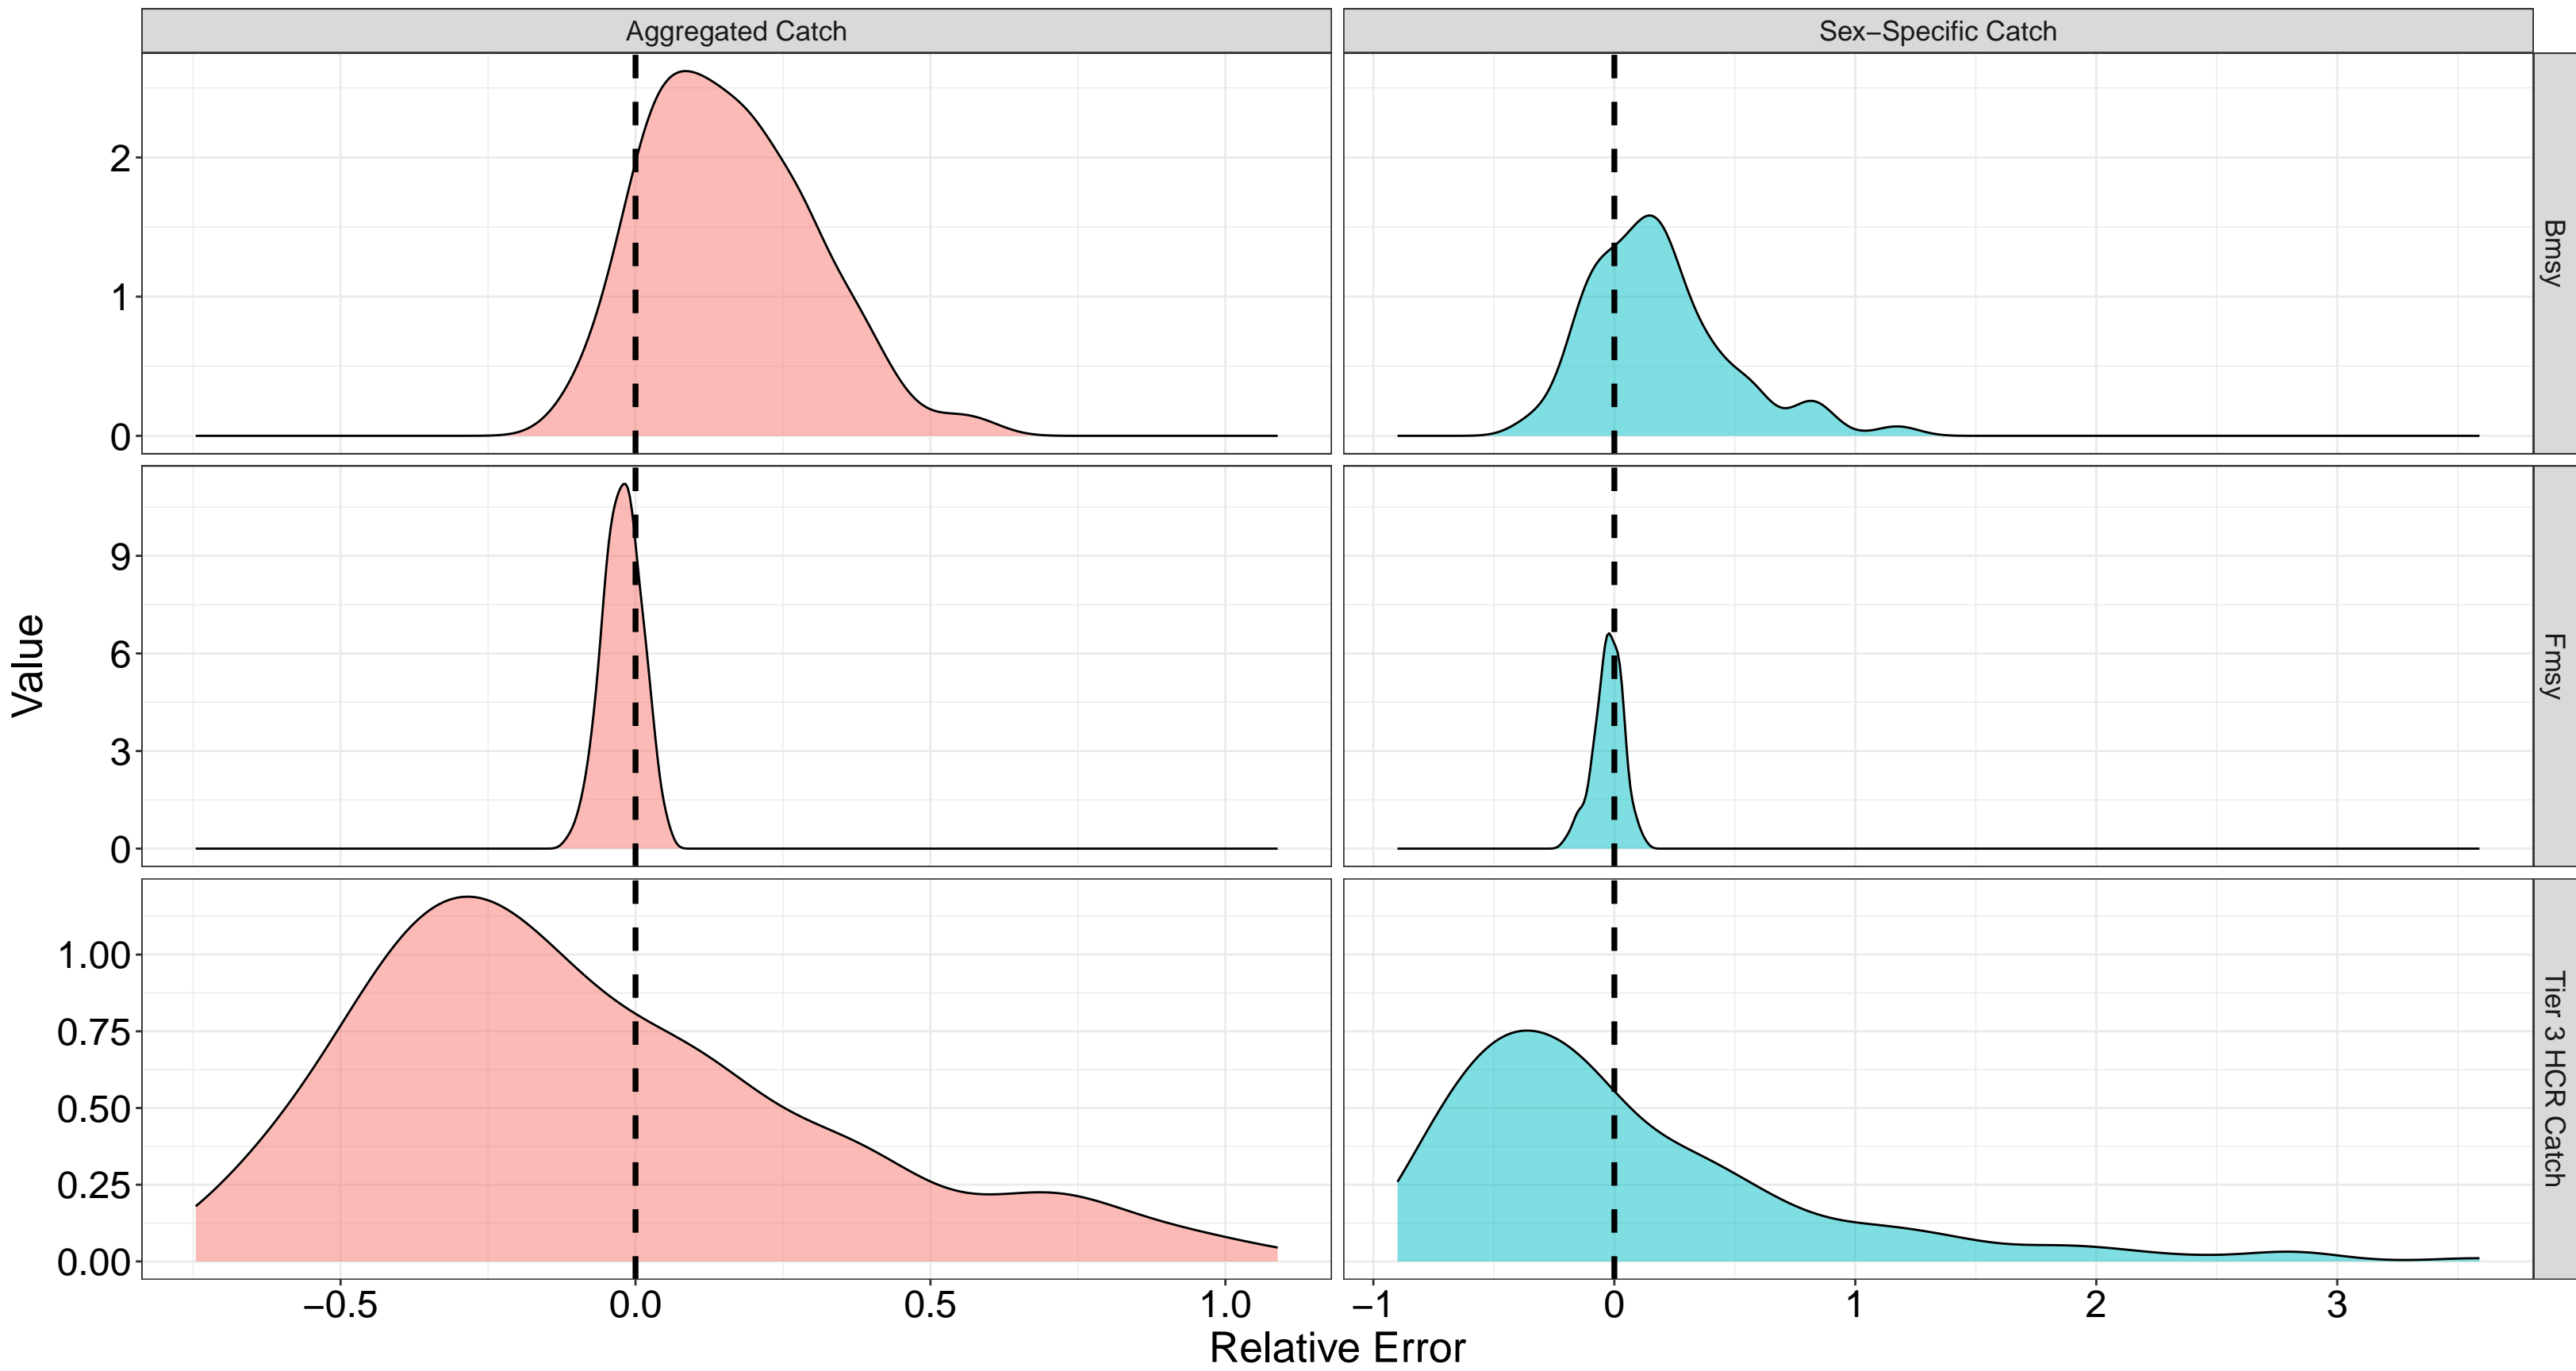 Aggregated Catch
Sex−Specific Catch
Value
2
1
0
Bmsy
9
6
3
0
Fmsy
1.00
0.75
0.50
0.25
0.00
Tier 3 HCR Catch
−0.5 0.0 0.5 1.0
−1 0 1 2 3
Relative Error